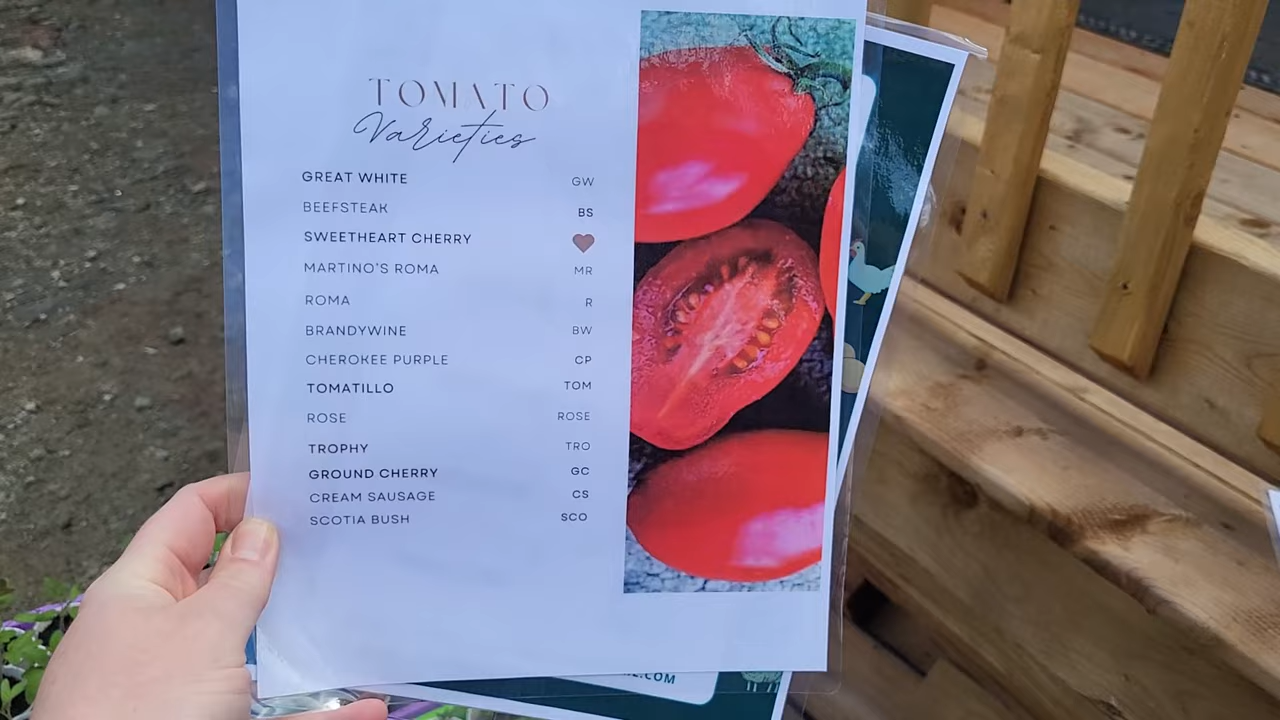 TOMATO
Varieties
GREAT WHITE GW
BEEFSTEAK BS
SWEETHEART CHERRY ❤
MARTINO'S ROMA MR
ROMA R
BRANDYWINE BW
CHEROKEE PURPLE CP
TOMATILLO TOM
ROSE ROSE
TROPHY TRO
GROUND CHERRY GC
CREAM SAUSAGE CS
SCOTIA BUSH SCO
.COM